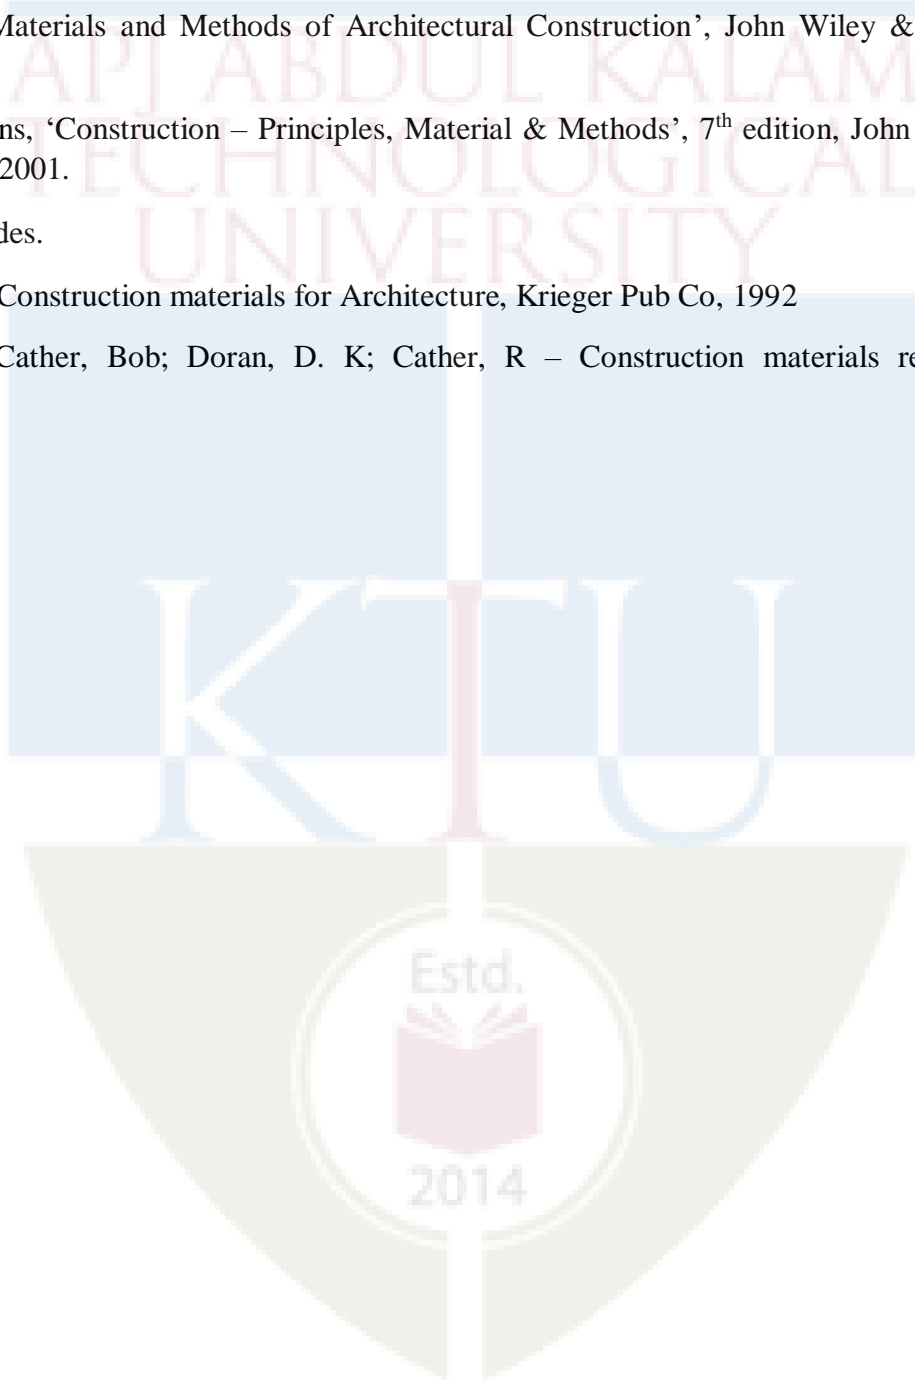 Materials and Methods of Architectural Construction’, John Wiley &
APJ ABDUL KALAM
ns, ‘Construction – Principles, Material & Methods’, 7th edition, John
2001.
TECHNOLOGICAL
des.
UNIVERSITY
Construction materials for Architecture, Krieger Pub Co, 1992
Cather, Bob; Doran, D. K; Cather, R – Construction materials re
KTU
Estd.
2014